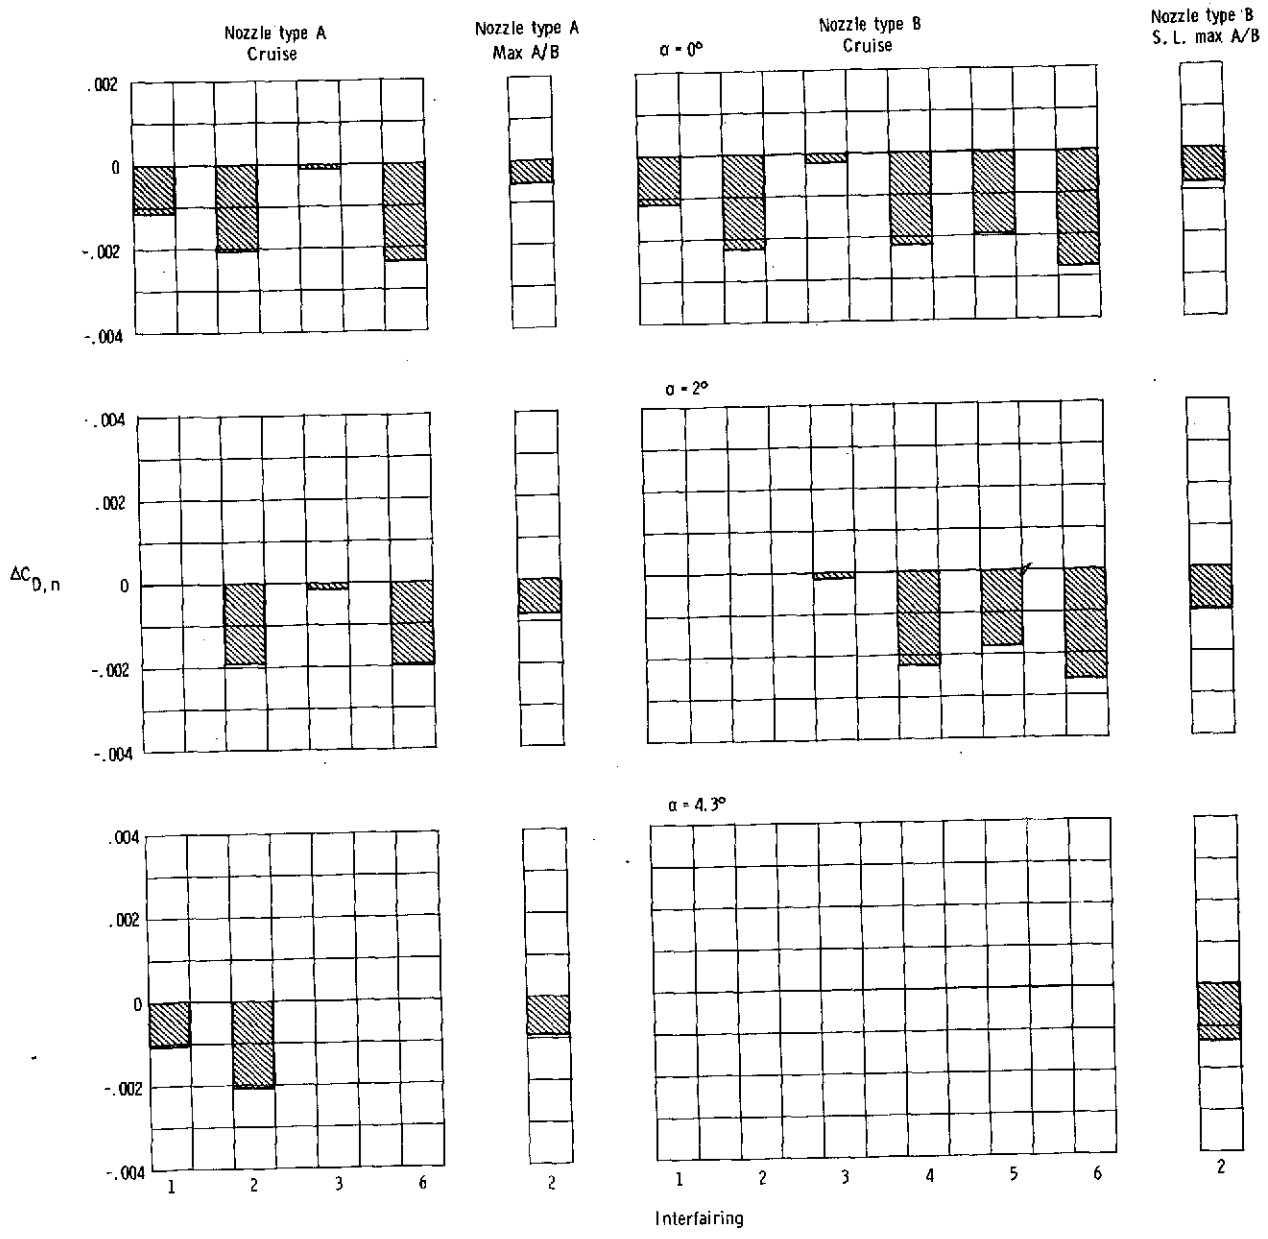 Nozzle type A
Cruise
Nozzle type A
Max A/B
α = 0°
Nozzle type B
Cruise
Nozzle type B
S. L. max A/B
.002
0
-.002
-.004
α = 2°
.004
.002
0
-.002
-.004
ΔC_D,n
α = 4.3°
.004
.002
0
-.002
-.004
1 2 3 6
2
1 2 3 4 5 6
2
Interfairing